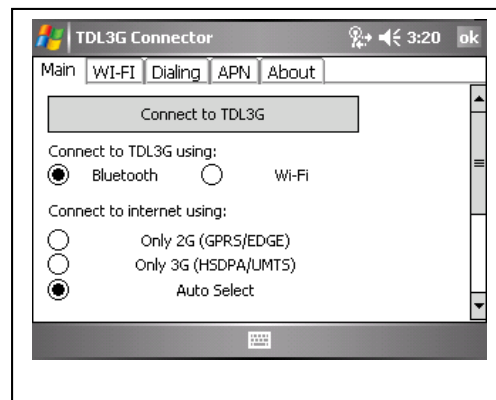 TDL3G Connector 3:20 ok
Main WI-FI Dialing APN About
Connect to TDL3G
Connect to TDL3G using:
Bluetooth Wi-Fi
Connect to internet using:
Only 2G (GPRS/EDGE)
Only 3G (HSDPA/UMTS)
Auto Select